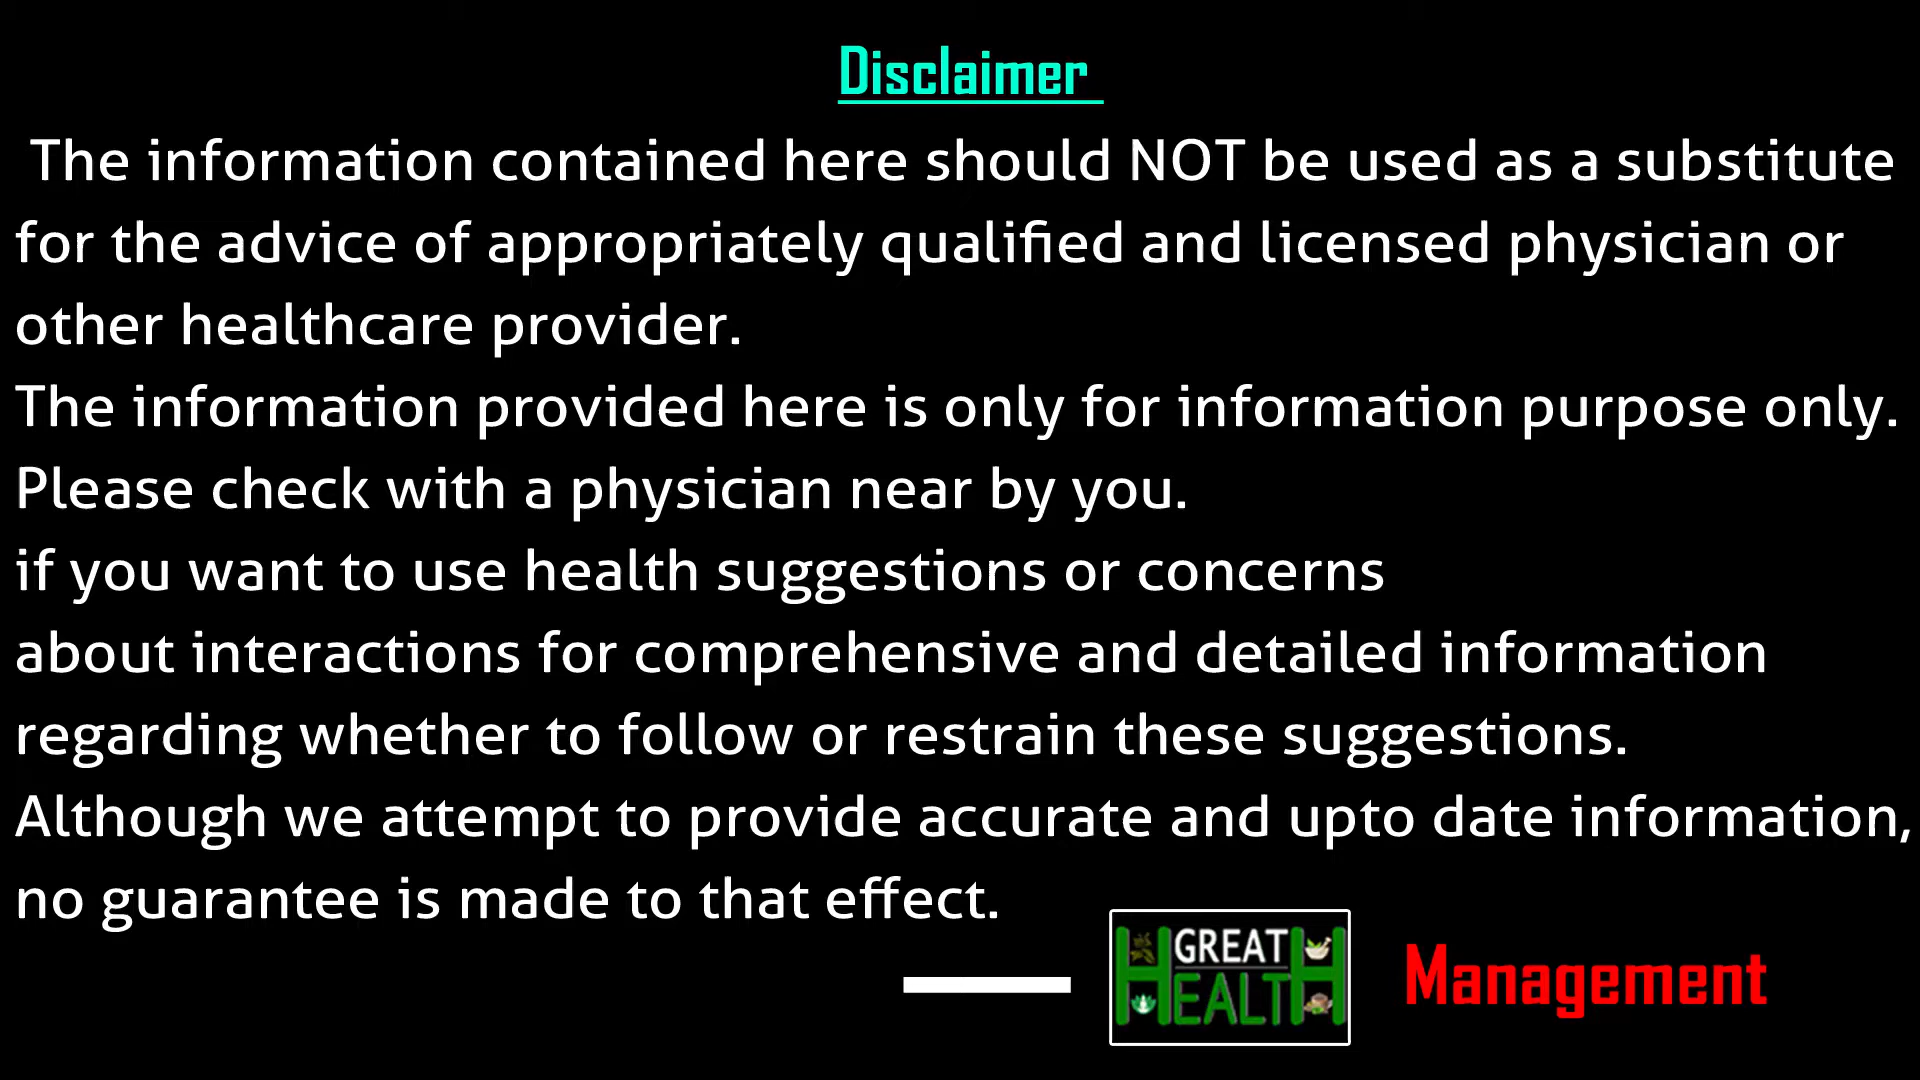 Disclaimer
The information contained here should NOT be used as a substitute
for the advice of appropriately qualified and licensed physician or
other healthcare provider.
The information provided here is only for information purpose only.
Please check with a physician near by you.
if you want to use health suggestions or concerns
about interactions for comprehensive and detailed information
regarding whether to follow or restrain these suggestions.
Although we attempt to provide accurate and upto date information,
no guarantee is made to that effect.
GREAT
HEALTH
Management